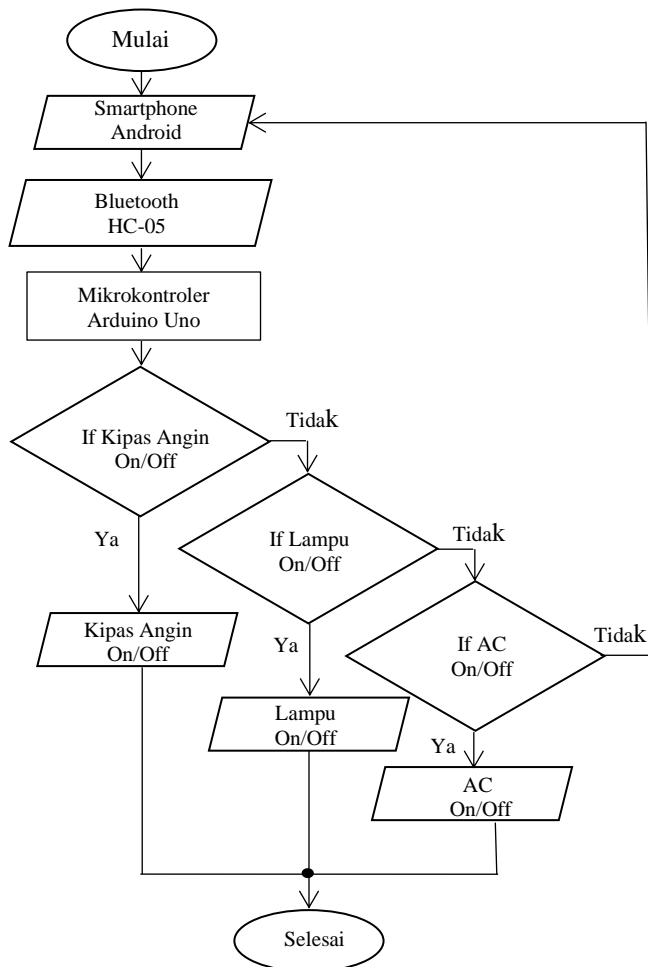 Mulai
Smartphone
Android
Bluetooth
HC-05
Mikrokontroler
Arduino Uno
If Kipas Angin
On/Off
Tidak
Ya
If Lampu
On/Off
Tidak
Kipas Angin
On/Off
Ya
If AC
On/Off
Tidak
Lampu
On/Off
Ya
AC
On/Off
Selesai